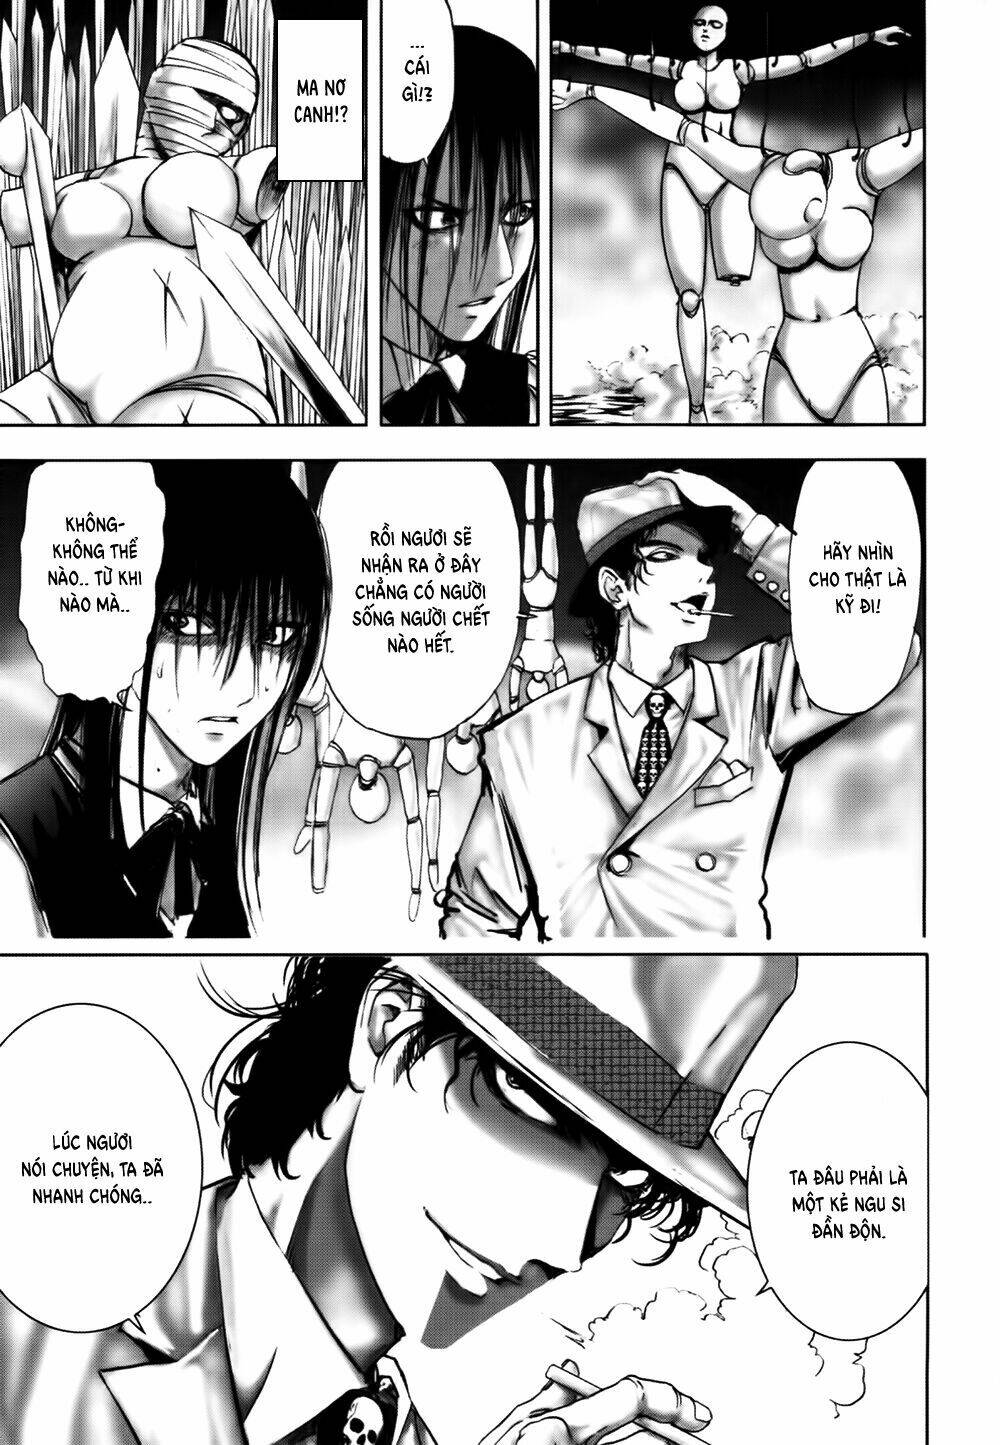 ...
CÁI
GÌ!?
MA NƠ
CANH!?
HÃY NHÌN
CHO THẬT LÀ
KỸ ĐI!
RỒI NGƯƠI SẼ
NHẬN RA Ở ĐÂY
CHẲNG CÓ NGƯỜI
SỐNG NGƯỜI CHẾT
NÀO HẾT.
KHÔNG-
KHÔNG THỂ
NÀO.. TỪ KHI
NÀO MÀ..
TA ĐÂU PHẢI LÀ
MỘT KẺ NGU SI
ĐẦN ĐỘN.
LÚC NGƯƠI
NÓI CHUYỆN, TA ĐÃ
NHANH CHÓNG..